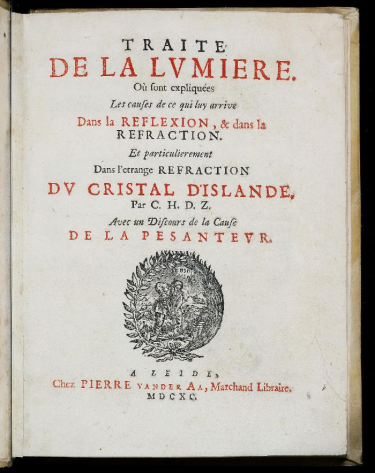 TRAITE
DE LA LVMIERE.
Où ſont expliquées
Les cauſes de ce qui luy arrive
Dans la REFLEXION, & dans la
REFRACTION.
Et particulierement
Dans l'etrange REFRACTION
DV CRISTAL D'ISLANDE,
Par C. H. D. Z.
Avec un Diſcours de la Cauſe
DE LA PESANTEVR.
A LEIDE,
Chez PIERRE VANDER AA, Marchand Libraire.
MDCXC.